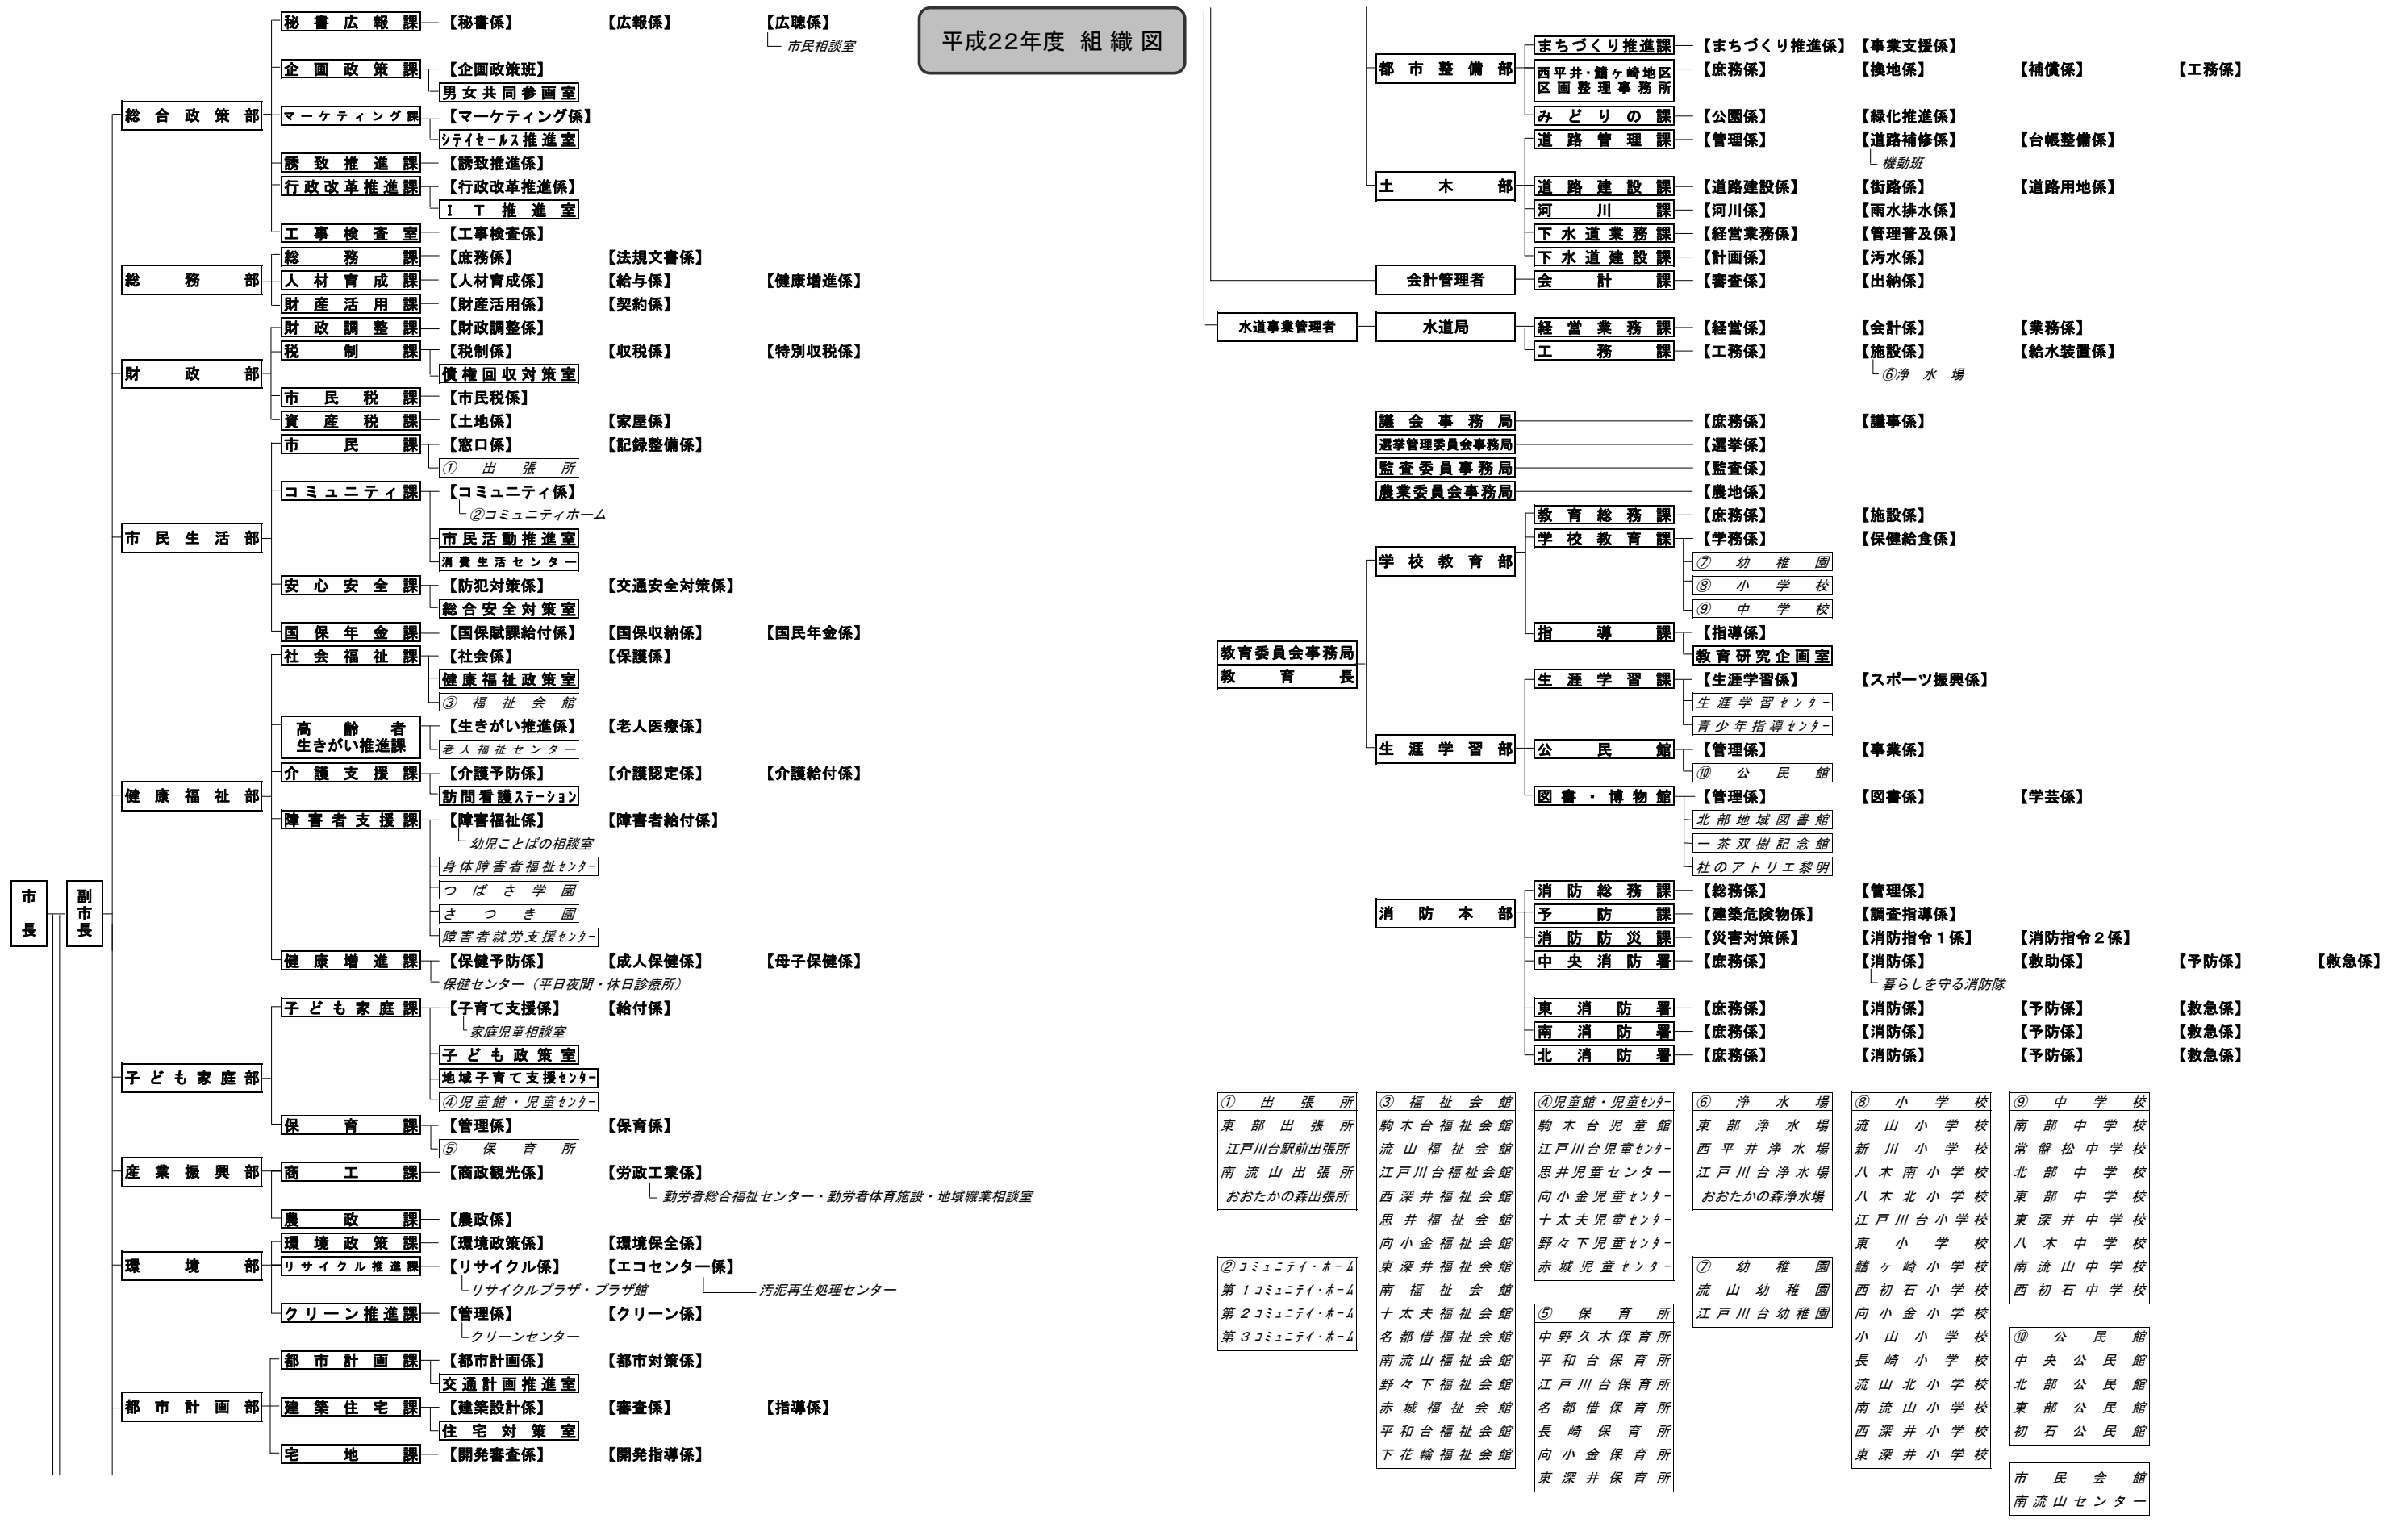 平成22年度 組織図
市長
副市長
総合政策部
秘書広報課 【秘書係】 【広報係】 【広聴係】
市民相談室
企画政策課 【企画政策班】
男女共同参画室
マーケティング課 【マーケティング係】
シティセールス推進室
誘致推進課 【誘致推進係】
行政改革推進課 【行政改革推進係】
IT推進室
工事検査室 【工事検査係】
総務部
総務課 【庶務係】 【法規文書係】
人材育成課 【人材育成係】 【給与係】 【健康増進係】
財産活用課 【財産活用係】 【契約係】
財政部
財政調整課 【財政調整係】
税制課 【税制係】 【収税係】 【特別収税係】
債権回収対策室
市民税課 【市民税係】
資産税課 【土地係】 【家屋係】
市民生活部
市民課 【窓口係】 【記録整備係】
①出張所
コミュニティ課 【コミュニティ係】
②コミュニティホーム
市民活動推進室
消費生活センター
安心安全課 【防犯対策係】 【交通安全対策係】
総合安全対策室
国保年金課 【国保賦課給付係】 【国保収納係】 【国民年金係】
健康福祉部
社会福祉課 【社会係】 【保護係】
健康福祉政策室
③福祉会館
高齢者
生きがい推進課 【生きがい推進係】 【老人医療係】
老人福祉センター
介護支援課 【介護予防係】 【介護認定係】 【介護給付係】
訪問看護ステーション
障害者支援課 【障害福祉係】 【障害者給付係】
幼児ことばの相談室
身体障害者福祉センター
つばさ学園
さつき園
障害者就労支援センター
健康増進課 【保健予防係】 【成人保健係】 【母子保健係】
保健センター（平日夜間・休日診療所）
子ども家庭部
子ども家庭課 【子育て支援係】 【給付係】
家庭児童相談室
子ども政策室
地域子育て支援センター
④児童館・児童センター
保育課 【管理係】 【保育係】
⑤保育所
産業振興部
商工課 【商政観光係】 【労政工業係】
勤労者総合福祉センター・勤労者体育施設・地域職業相談室
農政課 【農政係】
環境部
環境政策課 【環境政策係】 【環境保全係】
リサイクル推進課 【リサイクル係】 【エコセンター係】
リサイクルプラザ・プラザ館 汚泥再生処理センター
クリーン推進課 【管理係】 【クリーン係】
クリーンセンター
都市計画部
都市計画課 【都市計画係】 【都市対策係】
交通計画推進室
建築住宅課 【建築設計係】 【審査係】 【指導係】
住宅対策室
宅地課 【開発審査係】 【開発指導係】
都市整備部
まちづくり推進課 【まちづくり推進係】 【事業支援係】
西平井・鰭ヶ崎地区
区画整理事務所 【庶務係】 【換地係】 【補償係】 【工務係】
みどりの課 【公園係】 【緑化推進係】
土木部
道路管理課 【管理係】 【道路補修係】 【台帳整備係】
機動班
道路建設課 【道路建設係】 【街路係】 【道路用地係】
河川課 【河川係】 【雨水排水係】
下水道業務課 【経営業務係】 【管理普及係】
下水道建設課 【計画係】 【汚水係】
会計管理者 会計課 【審査係】 【出納係】
水道事業管理者 水道局
経営業務課 【経営係】 【会計係】 【業務係】
工務課 【工務係】 【施設係】 【給水装置係】
⑥浄水場
議会事務局 【庶務係】 【議事係】
選挙管理委員会事務局 【選挙係】
監査委員事務局 【監査係】
農業委員会事務局 【農地係】
教育委員会事務局
教育長
学校教育部
教育総務課 【庶務係】 【施設係】
学校教育課 【学務係】 【保健給食係】
⑦幼稚園
⑧小学校
⑨中学校
指導課 【指導係】
教育研究企画室
生涯学習部
生涯学習課 【生涯学習係】 【スポーツ振興係】
生涯学習センター
青少年指導センター
公民館 【管理係】 【事業係】
⑩公民館
図書・博物館 【管理係】 【図書係】 【学芸係】
北部地域図書館
一茶双樹記念館
杜のアトリエ黎明
消防本部
消防総務課 【総務係】 【管理係】
予防課 【建築危険物係】 【調査指導係】
消防防災課 【災害対策係】 【消防指令1係】 【消防指令2係】
中央消防署 【庶務係】 【消防係】 【救助係】 【予防係】 【救急係】
暮らしを守る消防隊
東消防署 【庶務係】 【消防係】 【予防係】 【救急係】
南消防署 【庶務係】 【消防係】 【予防係】 【救急係】
北消防署 【庶務係】 【消防係】 【予防係】 【救急係】
①出張所
東部出張所
江戸川台駅前出張所
南流山出張所
おおたかの森出張所
②コミュニティ・ホーム
第1コミュニティ・ホーム
第2コミュニティ・ホーム
第3コミュニティ・ホーム
③福祉会館
駒木台福祉会館
流山福祉会館
江戸川台福祉会館
西深井福祉会館
思井福祉会館
向小金福祉会館
東深井福祉会館
南福祉会館
十太夫福祉会館
名都借福祉会館
南流山福祉会館
野々下福祉会館
赤城福祉会館
平和台福祉会館
下花輪福祉会館
④児童館・児童センター
駒木台児童館
江戸川台児童センター
思井児童センター
向小金児童センター
十太夫児童センター
野々下児童センター
赤城児童センター
⑤保育所
中野久木保育所
平和台保育所
江戸川台保育所
名都借保育所
長崎保育所
向小金保育所
東深井保育所
⑥浄水場
東部浄水場
西平井浄水場
江戸川台浄水場
おおたかの森浄水場
⑦幼稚園
流山幼稚園
江戸川台幼稚園
⑧小学校
流山小学校
新川小学校
八木南小学校
八木北小学校
江戸川台小学校
東小学校
鰭ヶ崎小学校
西初石小学校
向小金小学校
小山小学校
長崎小学校
流山北小学校
南流山小学校
西深井小学校
東深井小学校
⑨中学校
南部中学校
常盤松中学校
北部中学校
東部中学校
東深井中学校
八木中学校
南流山中学校
西初石中学校
⑩公民館
中央公民館
北部公民館
東部公民館
初石公民館
市民会館
南流山センター